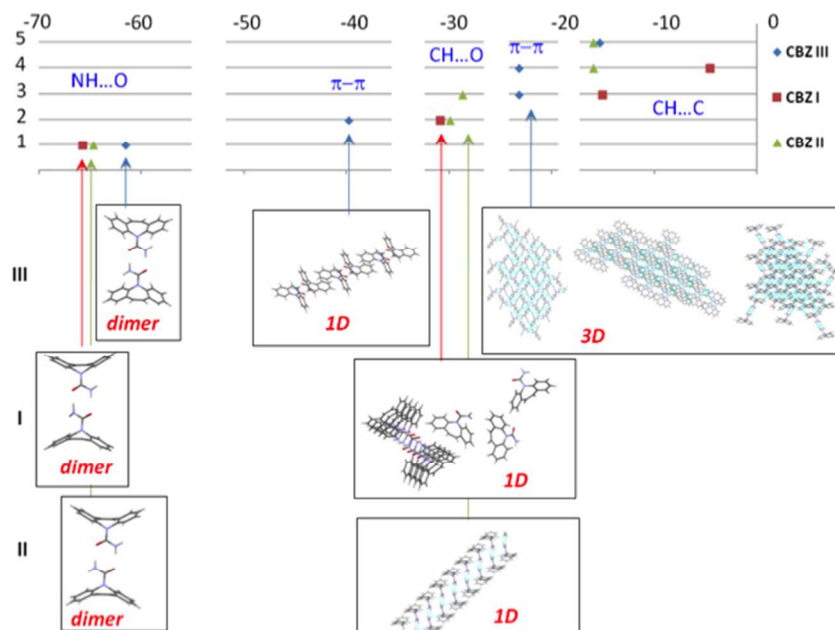 -70 -60 -50 -40 -30 -20 -10 0
5
4
3
2
1
NH...O
π−π
CH...O
π−π
CH...C
CBZ III
CBZ I
CBZ II
III
dimer
1D
3D
I
dimer
1D
II
dimer
1D